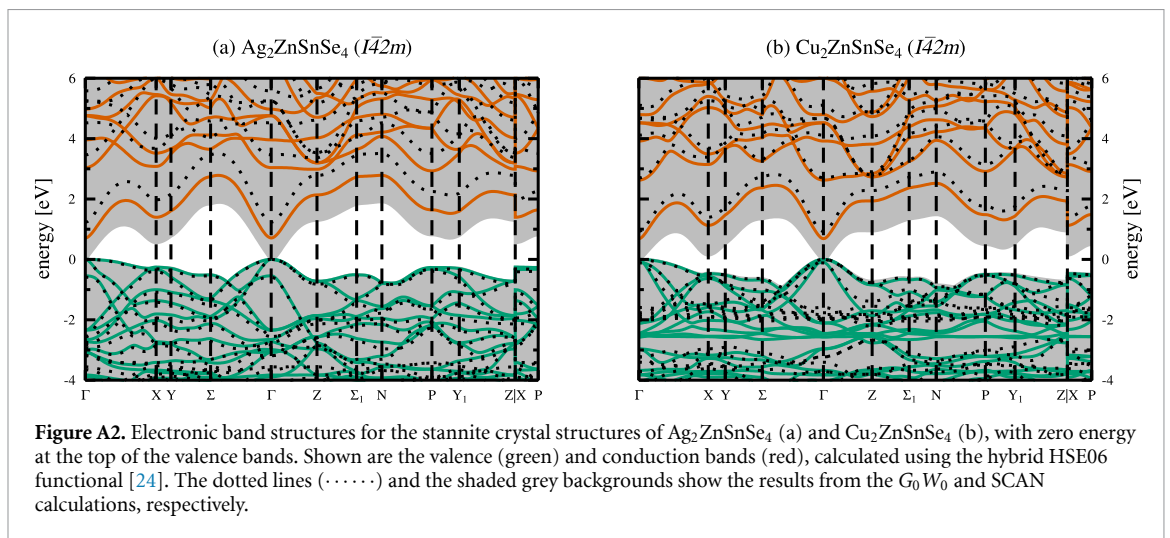 (a) Ag₂ZnSnSe₄ (I4̅2m)
(b) Cu₂ZnSnSe₄ (I4̅2m)
energy [eV]
6
4
2
0
-2
-4
Γ X Y Σ Γ Z Σ₁ N P Y₁ Z|X P
6
4
2
0
-2
-4
energy [eV]
Γ X Y Σ Γ Z Σ₁ N P Y₁ Z|X P
Figure A2. Electronic band structures for the stannite crystal structures of Ag₂ZnSnSe₄ (a) and Cu₂ZnSnSe₄ (b), with zero energy
at the top of the valence bands. Shown are the valence (green) and conduction bands (red), calculated using the hybrid HSE06
functional [24]. The dotted lines (······) and the shaded grey backgrounds show the results from the G₀W₀ and SCAN
calculations, respectively.